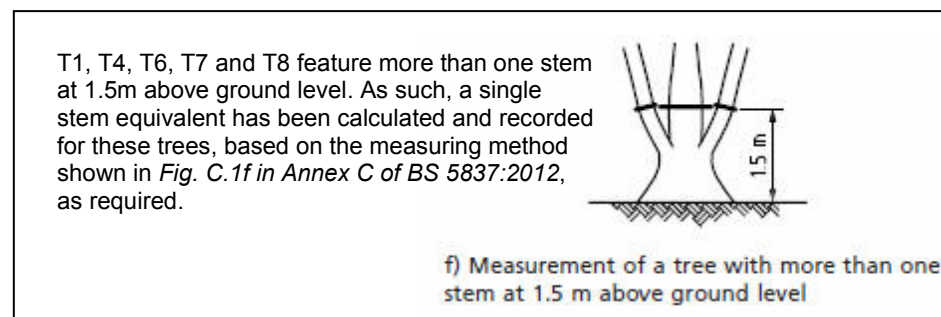 T1, T4, T6, T7 and T8 feature more than one stem
at 1.5m above ground level. As such, a single
stem equivalent has been calculated and recorded
for these trees, based on the measuring method
shown in Fig. C.1f in Annex C of BS 5837:2012,
as required.
1.5 m
f) Measurement of a tree with more than one
stem at 1.5 m above ground level